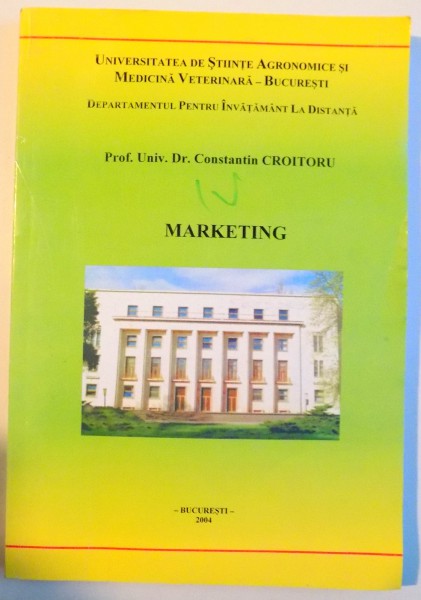 UNIVERSITATEA DE ȘTIINȚE AGRONOMICE ȘI
MEDICINĂ VETERINARĂ – BUCUREȘTI
DEPARTAMENTUL PENTRU ÎNVĂȚĂMÂNT LA DISTANȚĂ
Prof. Univ. Dr. Constantin CROITORU
MARKETING
– BUCUREȘTI –
2004